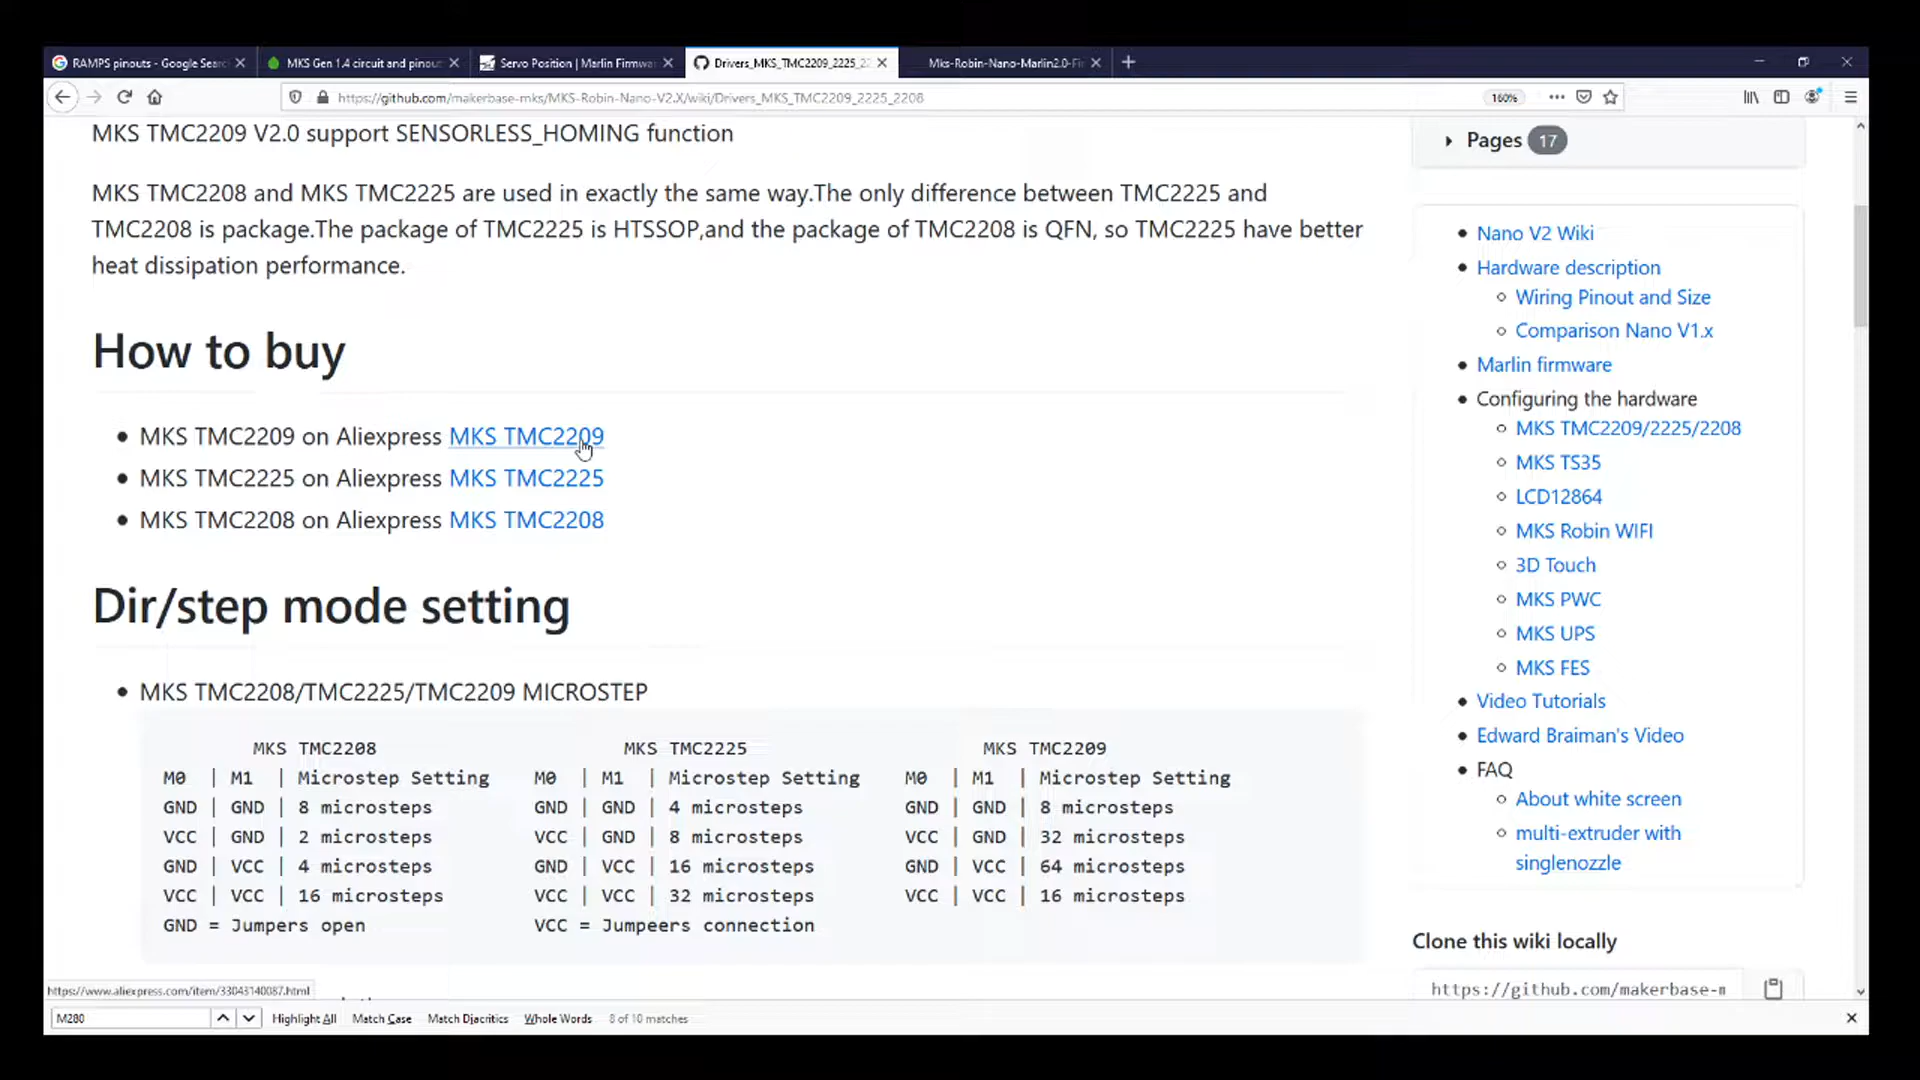 RAMPS pinouts - Google Searc
MKS Gen 1.4 circuit and pinou
Servo Position | Marlin Firmwa
Drivers_MKS_TMC2209_2225_2
Mks-Robin-Nano-Marlin2.0-Fi
https://github.com/makerbase-mks/MKS-Robin-Nano-V2.X/wiki/Drivers_MKS_TMC2209_2225_2208
160%
MKS TMC2209 V2.0 support SENSORLESS_HOMING function
MKS TMC2208 and MKS TMC2225 are used in exactly the same way.The only difference between TMC2225 and
TMC2208 is package.The package of TMC2225 is HTSSOP,and the package of TMC2208 is QFN, so TMC2225 have better
heat dissipation performance.
How to buy
MKS TMC2209 on Aliexpress MKS TMC2209
MKS TMC2225 on Aliexpress MKS TMC2225
MKS TMC2208 on Aliexpress MKS TMC2208
Dir/step mode setting
MKS TMC2208/TMC2225/TMC2209 MICROSTEP
MKS TMC2208 MKS TMC2225 MKS TMC2209
M0 | M1 | Microstep Setting M0 | M1 | Microstep Setting M0 | M1 | Microstep Setting
GND | GND | 8 microsteps GND | GND | 4 microsteps GND | GND | 8 microsteps
VCC | GND | 2 microsteps VCC | GND | 8 microsteps VCC | GND | 32 microsteps
GND | VCC | 4 microsteps GND | VCC | 16 microsteps GND | VCC | 64 microsteps
VCC | VCC | 16 microsteps VCC | VCC | 32 microsteps VCC | VCC | 16 microsteps
GND = Jumpers open VCC = Jumpeers connection
Pages 17
Nano V2 Wiki
Hardware description
Wiring Pinout and Size
Comparison Nano V1.x
Marlin firmware
Configuring the hardware
MKS TMC2209/2225/2208
MKS TS35
LCD12864
MKS Robin WIFI
3D Touch
MKS PWC
MKS UPS
MKS FES
Video Tutorials
Edward Braiman's Video
FAQ
About white screen
multi-extruder with
singlenozzle
Clone this wiki locally
https://github.com/makerbase-m
https://www.aliexpress.com/item/33043140087.html
M280 Highlight All Match Case Match Diacritics Whole Words 8 of 10 matches